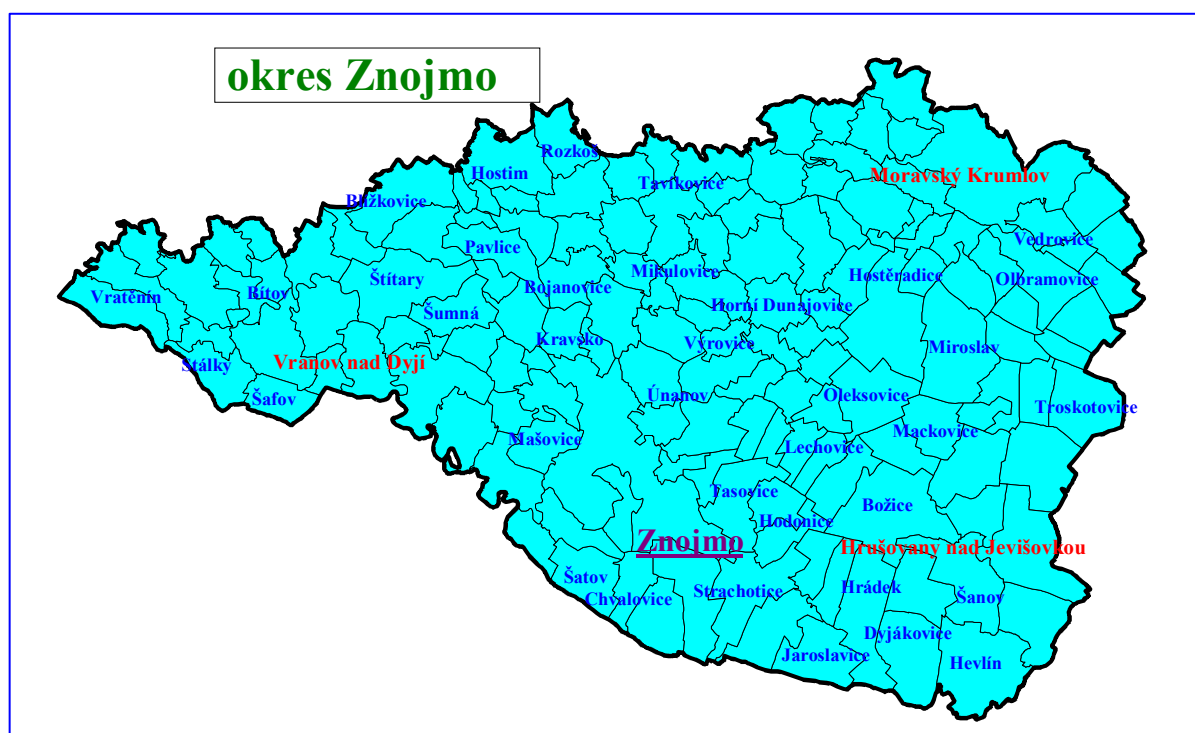 okres Znojmo
Rozkoš
Hostim
Tavíkovice
Moravský Krumlov
Blížkovice
Vedrovice
Pavlice
Mikulovice
Hostěradice
Štítary
Olbramovice
Bojanovice
Vratěnín
Bítov
Horní Dunajovice
Šumná
Kravsko
Výrovice
Miroslav
Vranov nad Dyjí
Stálky
Únanov
Oleksovice
Šafov
Troskotovice
Mackovice
Mašovice
Lechovice
Tasovice
Božice
Hodonice
Znojmo
Hrušovany nad Jevišovkou
Šatov
Hrádek
Strachotice
Chvalovice
Šanov
Dyjákovice
Jaroslavice
Hevlín